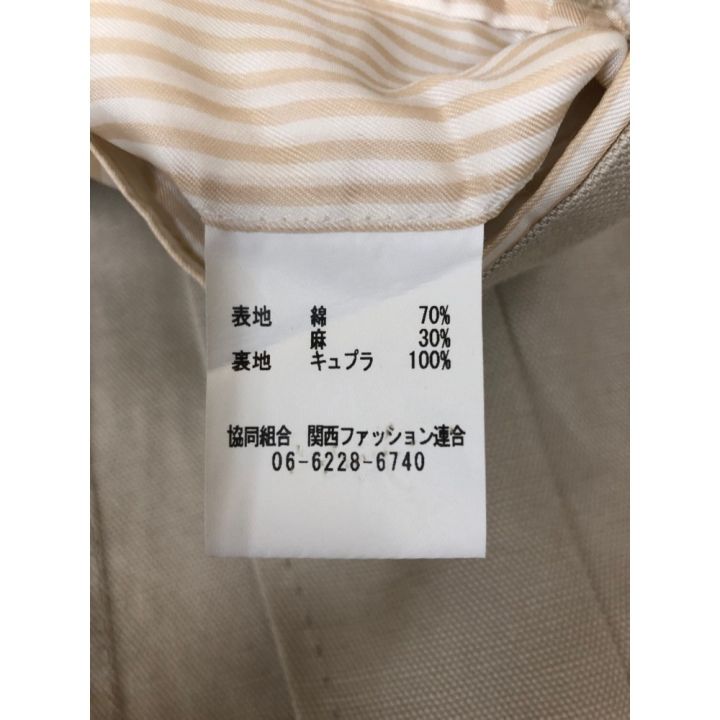 表地 綿 70%
麻 30%
裏地 キュプラ 100%
協同組合 関西ファッション連合
06-6228-6740